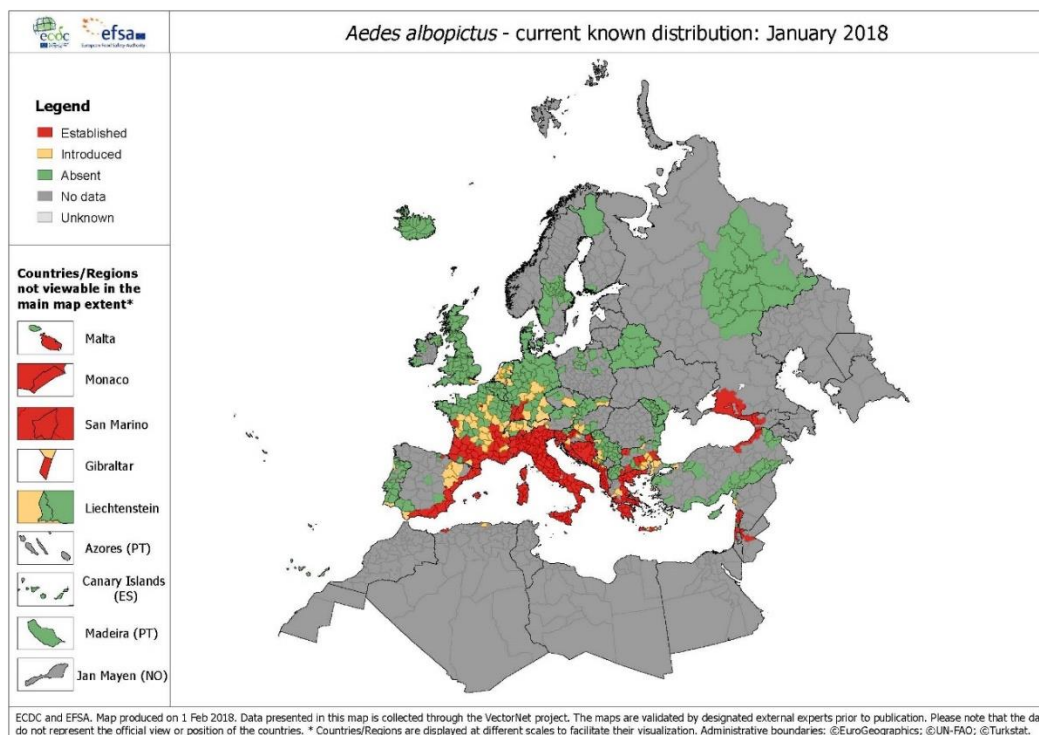 ecdc
efsa
European Food Safety Authority
Aedes albopictus - current known distribution: January 2018
Legend
Established
Introduced
Absent
No data
Unknown
Countries/Regions
not viewable in the
main map extent*
Malta
Monaco
San Marino
Gibraltar
Liechtenstein
Azores (PT)
Canary Islands
(ES)
Madeira (PT)
Jan Mayen (NO)
ECDC and EFSA. Map produced on 1 Feb 2018. Data presented in this map is collected through the VectorNet project. The maps are validated by designated external experts prior to publication. Please note that the da
do not represent the official view or position of the countries. * Countries/Regions are displayed at different scales to facilitate their visualization. Administrative boundaries: ©EuroGeographics; ©UN-FAO; ©Turkstat.